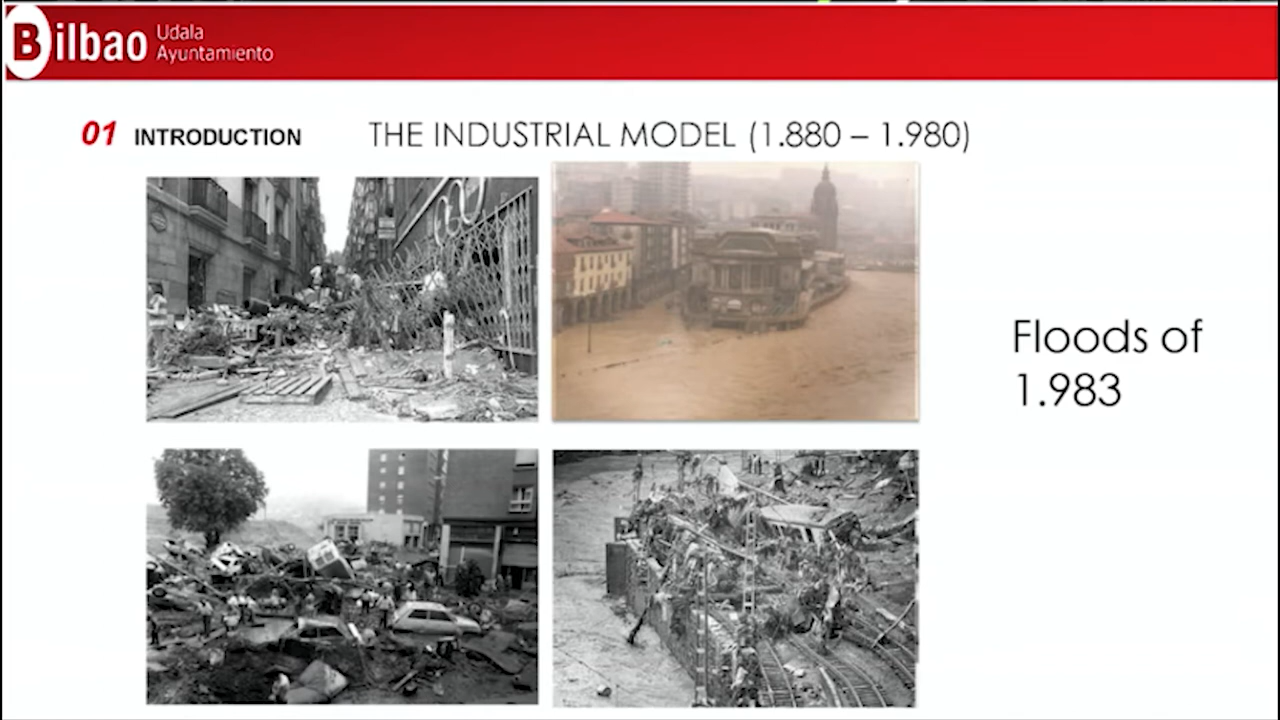 Bilbao
Udala
Ayuntamiento
01 INTRODUCTION THE INDUSTRIAL MODEL (1.880 – 1.980)
Floods of
1.983